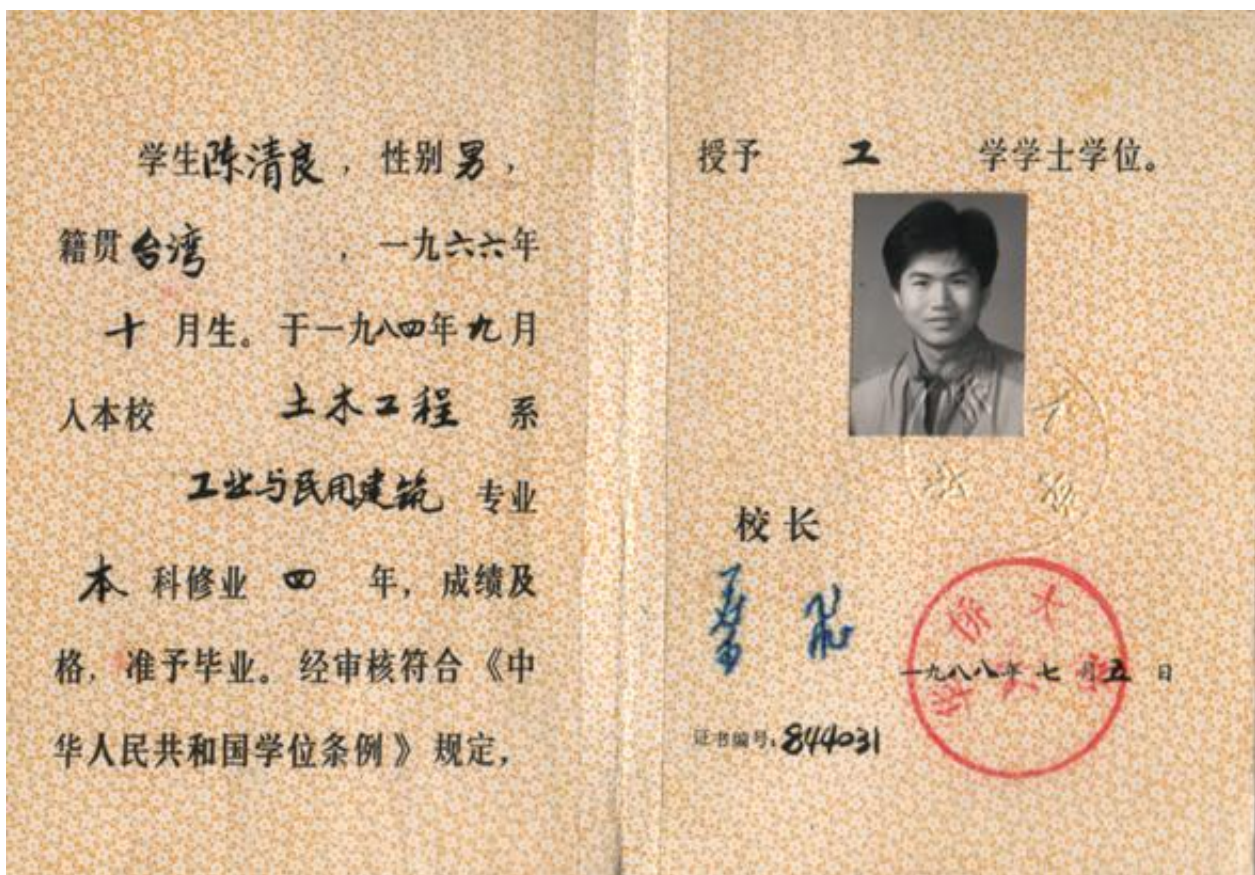 学生陈清良，性别男，
籍贯台湾，一九六六年
十月生。于一九八四年九月
入本校 土木工程 系
工业与民用建筑 专业
本科修业 四 年，成绩及
格，准予毕业。经审核符合《中
华人民共和国学位条例》规定，
授予 工 学学士学位。
校长
一九八八年七月五日
证书编号：844031